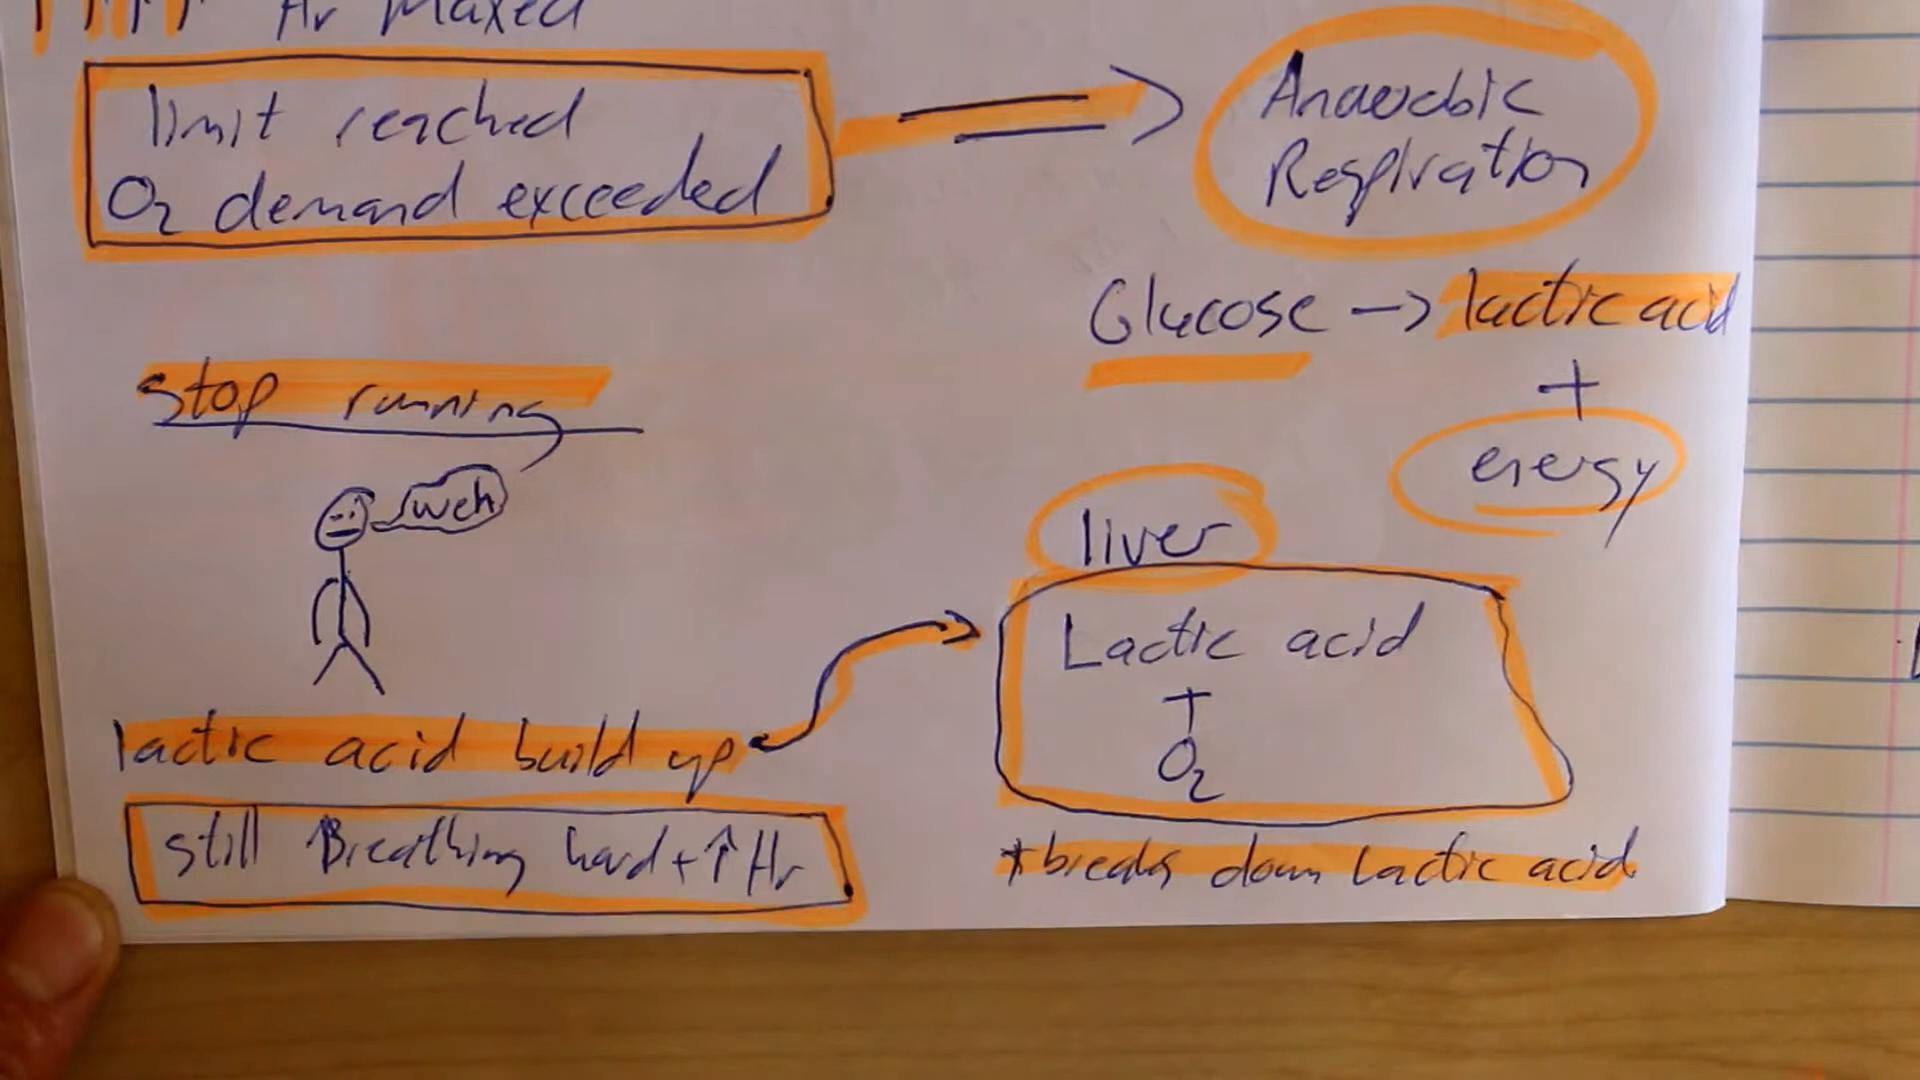 Hr Maxed
limit reached
O₂ demand exceeded
Anaerobic
Respiration
Glucose -> lactic acid
+
energy
stop running
weh
liver
Lactic acid
+
O₂
lactic acid build up
still Breathing hard + ↑ Hr
*breaks down Lactic acid